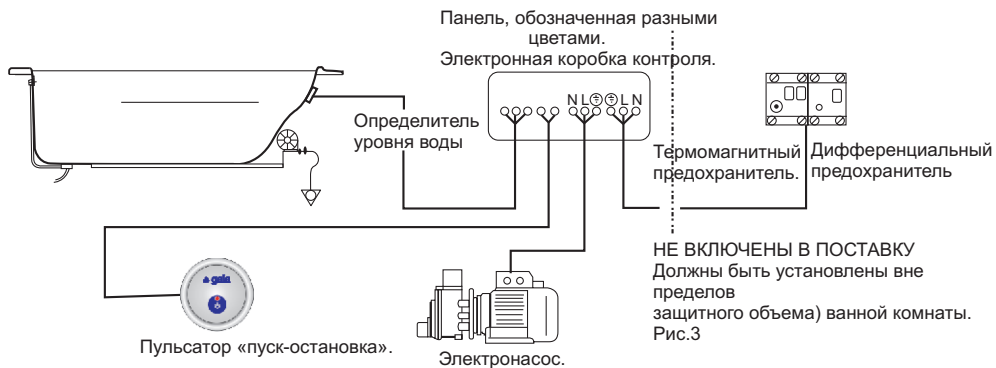 Панель, обозначенная разными
цветами.
Электронная коробка контроля.
N L L N
Определитель
уровня воды
Термомагнитный
предохранитель.
Дифференциальный
предохранитель
НЕ ВКЛЮЧЕНЫ В ПОСТАВКУ
Должны быть установлены вне
пределов
защитного объема) ванной комнаты.
Рис.3
gala
Пульсатор «пуск-остановка».
Электронасос.